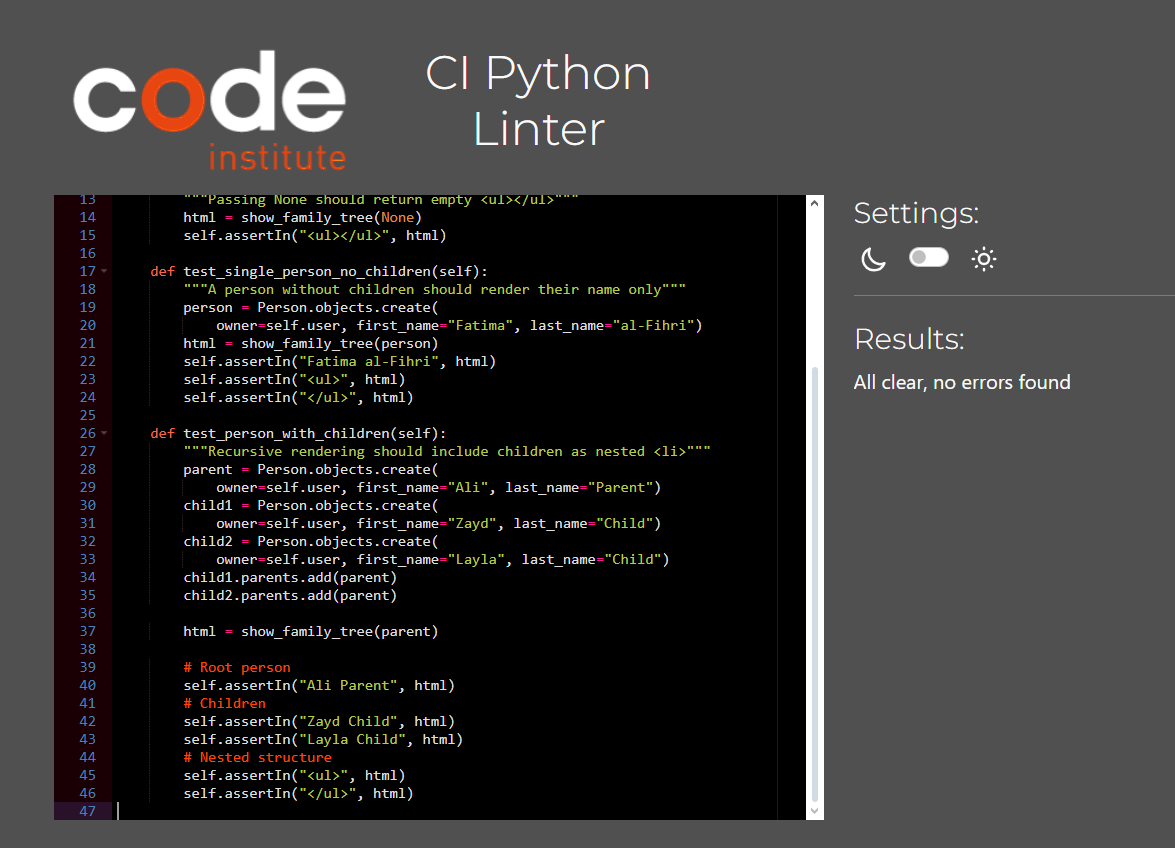 code
institute
CI Python
Linter
13 """Passing None should return empty <ul></ul>"""
14 html = show_family_tree(None)
15 self.assertIn("<ul></ul>", html)
16
17 def test_single_person_no_children(self):
18 """A person without children should render their name only"""
19 person = Person.objects.create(
20 owner=self.user, first_name="Fatima", last_name="al-Fihri")
21 html = show_family_tree(person)
22 self.assertIn("Fatima al-Fihri", html)
23 self.assertIn("<ul>", html)
24 self.assertIn("</ul>", html)
25
26 def test_person_with_children(self):
27 """Recursive rendering should include children as nested <li>"""
28 parent = Person.objects.create(
29 owner=self.user, first_name="Ali", last_name="Parent")
30 child1 = Person.objects.create(
31 owner=self.user, first_name="Zayd", last_name="Child")
32 child2 = Person.objects.create(
33 owner=self.user, first_name="Layla", last_name="Child")
34 child1.parents.add(parent)
35 child2.parents.add(parent)
36
37 html = show_family_tree(parent)
38
39 # Root person
40 self.assertIn("Ali Parent", html)
41 # Children
42 self.assertIn("Zayd Child", html)
43 self.assertIn("Layla Child", html)
44 # Nested structure
45 self.assertIn("<ul>", html)
46 self.assertIn("</ul>", html)
47
Settings:
Results:
All clear, no errors found